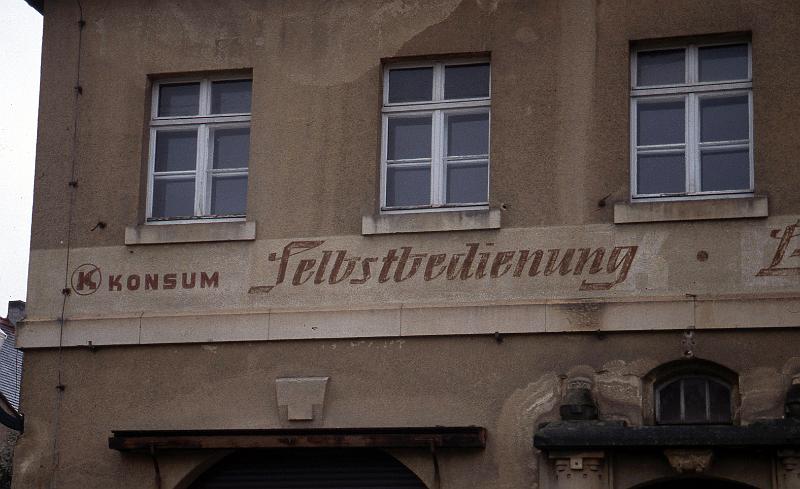 K KONSUM Selbstbedienung ·